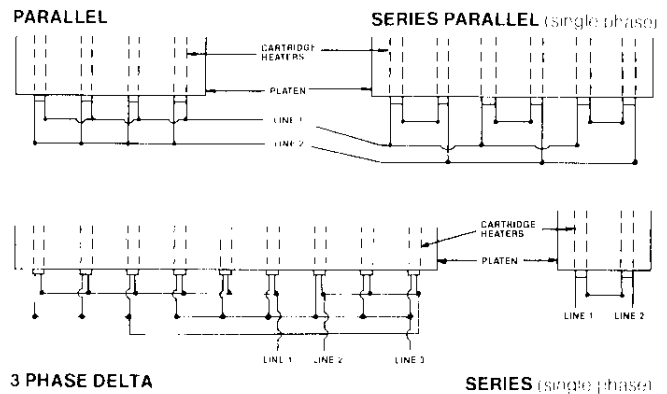 PARALLEL
SERIES PARALLEL (single phase)
CARTRIDGE
HEATERS
PLATEN
LINE 1
LINE 2
CARTRIDGE
HEATERS
PLATEN
LINE 1 LINE 2
LINE 1 LINE 2 LINE 3
3 PHASE DELTA
SERIES (single phase)